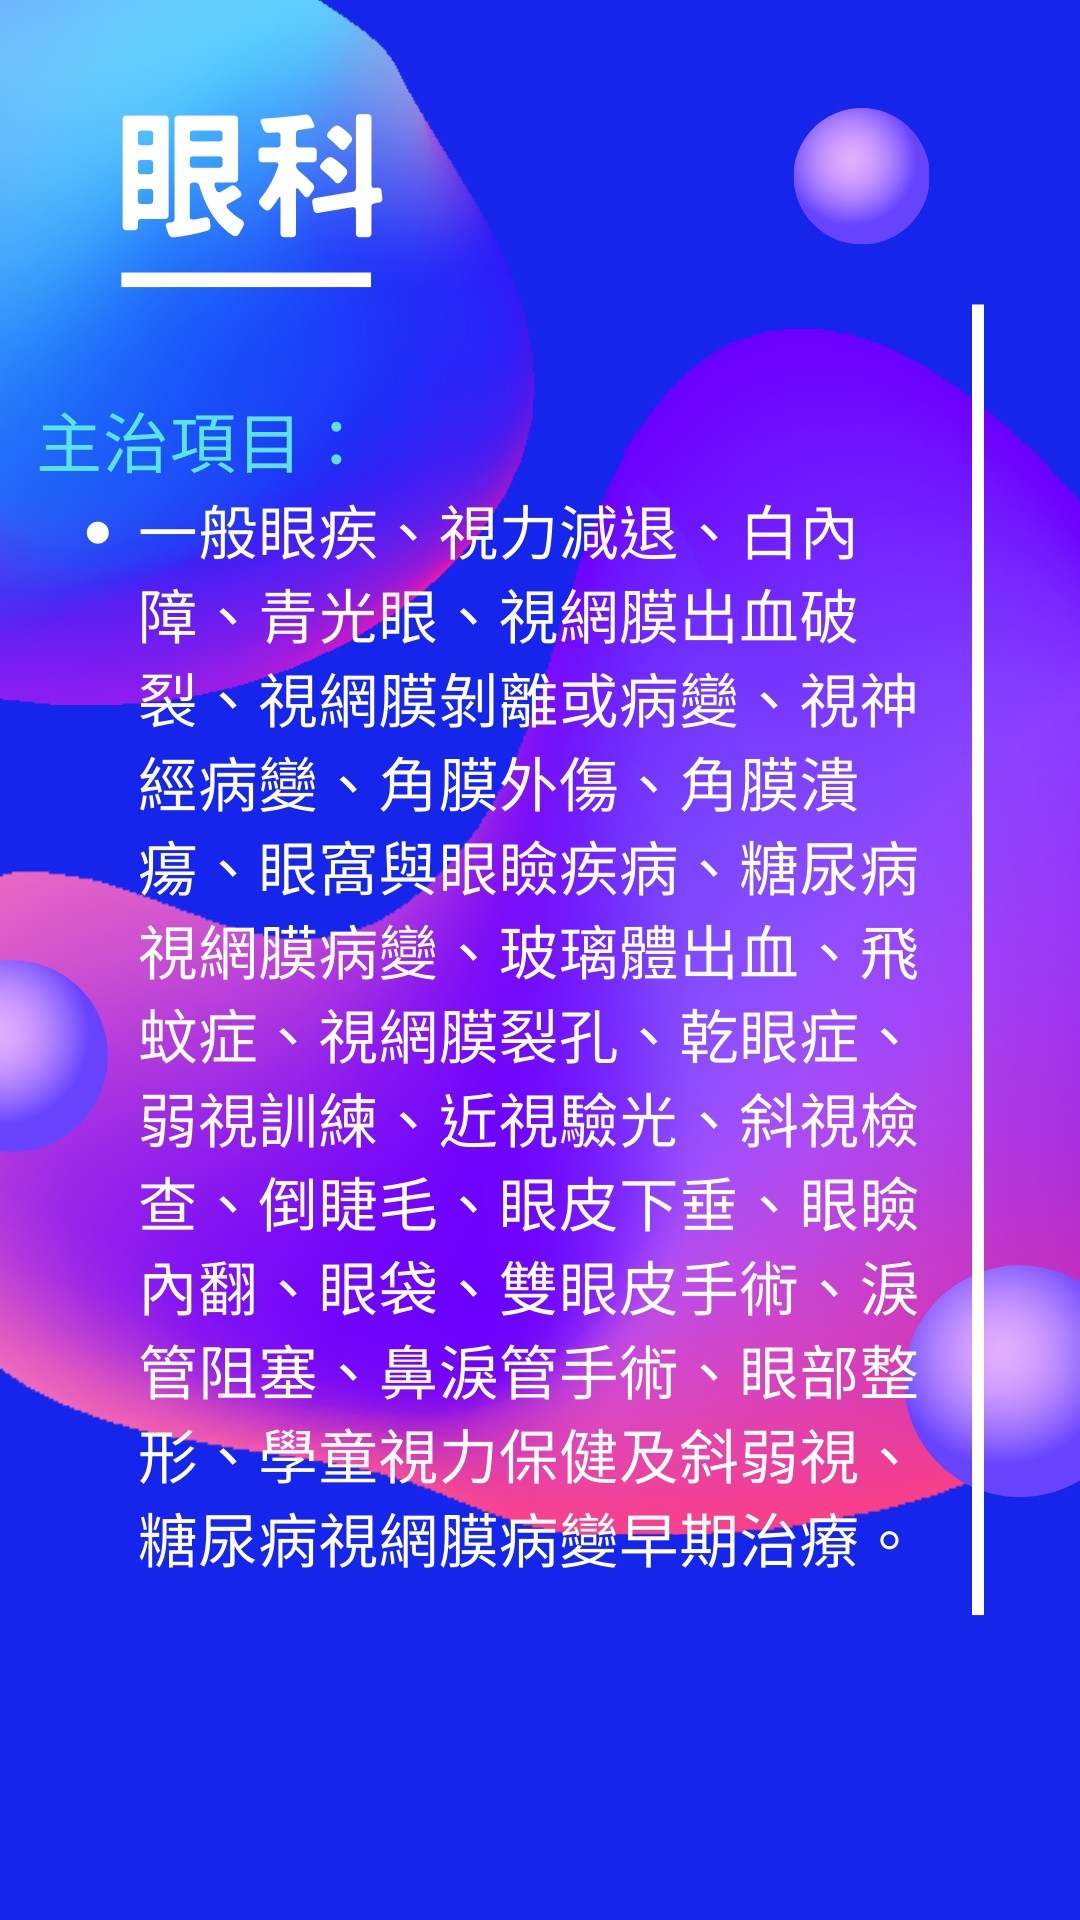 眼科
主治項目：
• 一般眼疾、視力減退、白內
障、青光眼、視網膜出血破
裂、視網膜剝離或病變、視神
經病變、角膜外傷、角膜潰
瘍、眼窩與眼瞼疾病、糖尿病
視網膜病變、玻璃體出血、飛
蚊症、視網膜裂孔、乾眼症、
弱視訓練、近視驗光、斜視檢
查、倒睫毛、眼皮下垂、眼瞼
內翻、眼袋、雙眼皮手術、淚
管阻塞、鼻淚管手術、眼部整
形、學童視力保健及斜弱視、
糖尿病視網膜病變早期治療。